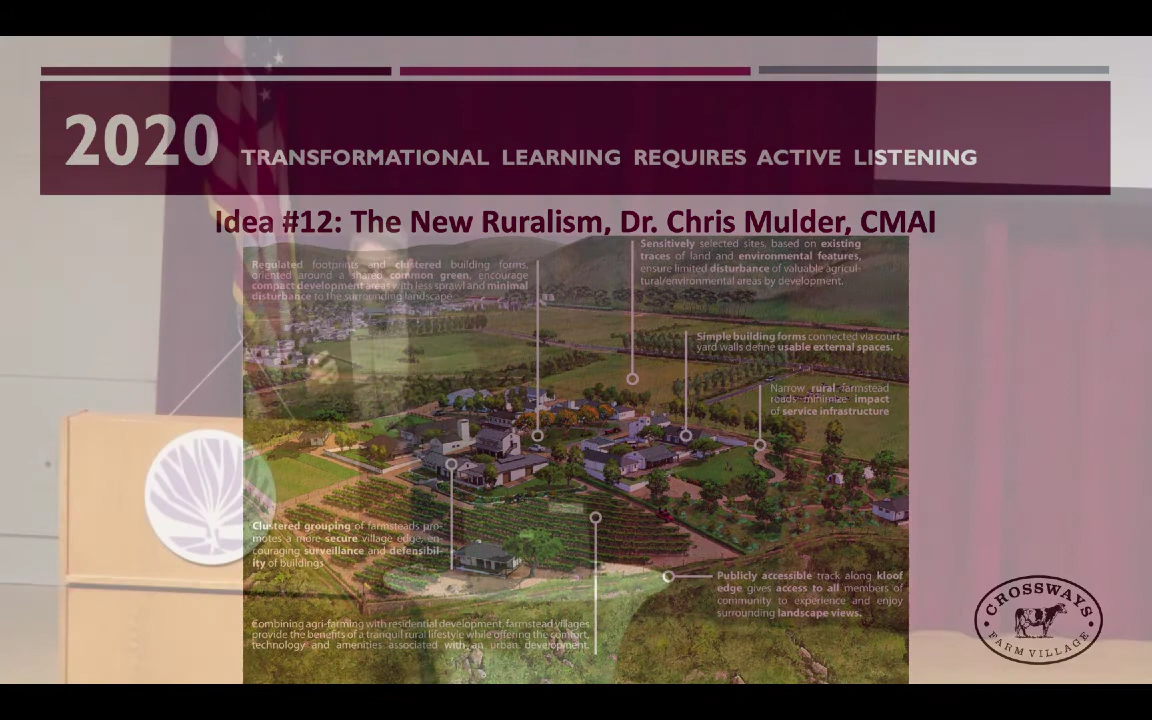 2020 TRANSFORMATIONAL LEARNING REQUIRES ACTIVE LISTENING
Idea #12: The New Ruralism, Dr. Chris Mulder, CMAI
Regulated footprints and clustered building forms,
oriented around a shared common green, encourage
compact development areas with less sprawl and minimal
disturbance to the surrounding landscape
Sensitively selected sites, based on existing
traces of land and environmental features,
ensure limited disturbance of valuable agricul-
tural/environmental areas by development.
Simple building forms connected via court-
yard walls define usable external spaces.
Narrow rural farmstead
roads minimize impact
of service infrastructure
Clustered grouping of farmsteads pro-
motes a more secure village edge, en-
couraging surveillance and defensibil-
ity of buildings
Publicly accessible track along kloof
edge gives access to all members of
community to experience and enjoy
surrounding landscape views.
Combining agri-farming with residential development, farmstead villages
provide the benefits of a tranquil rural lifestyle while offering the comfort,
technology and amenities associated with an urban development.
CROSSWAYS
FARM VILLAGE